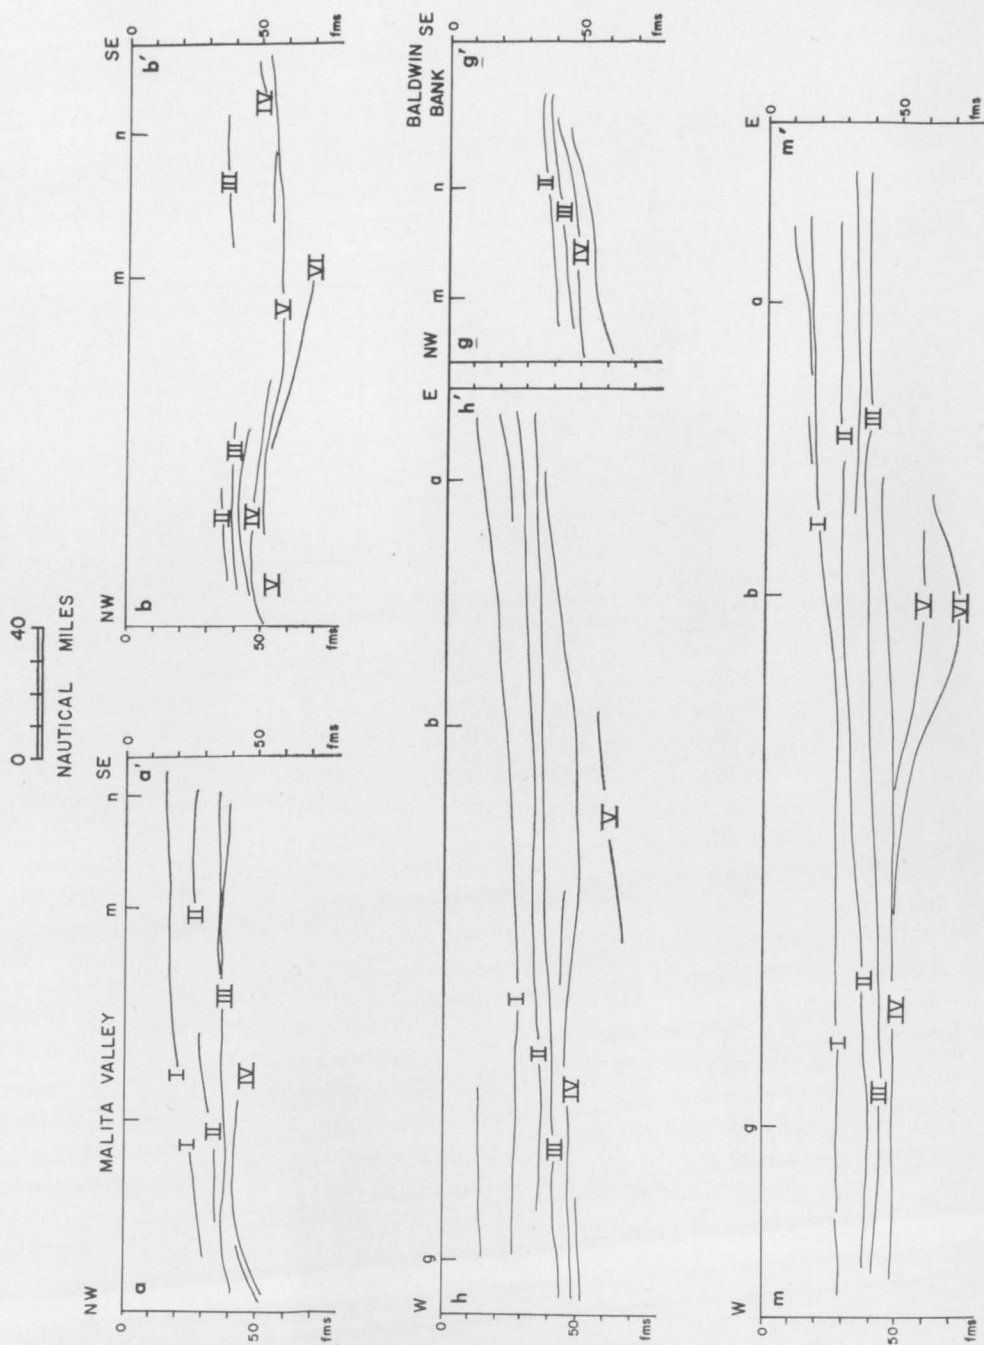 0 40
NAUTICAL MILES
NW MALITA VALLEY SE
m n
0 a a' 0
I I
II II
III
IV
50 50
fms fms
NW SE
m n
0 b b' 0
II III III
IV IV
V V
VI
50 50
fms fms
W E
g b a
0 h h'
I
II
III
IV
V
50
fms
NW BALDWIN BANK SE
m n
g g' 0
II
III
IV
50
fms
W E
g b a
0 m m' 0
I I
II II
III III
IV
V
VI
50 50
fms fms